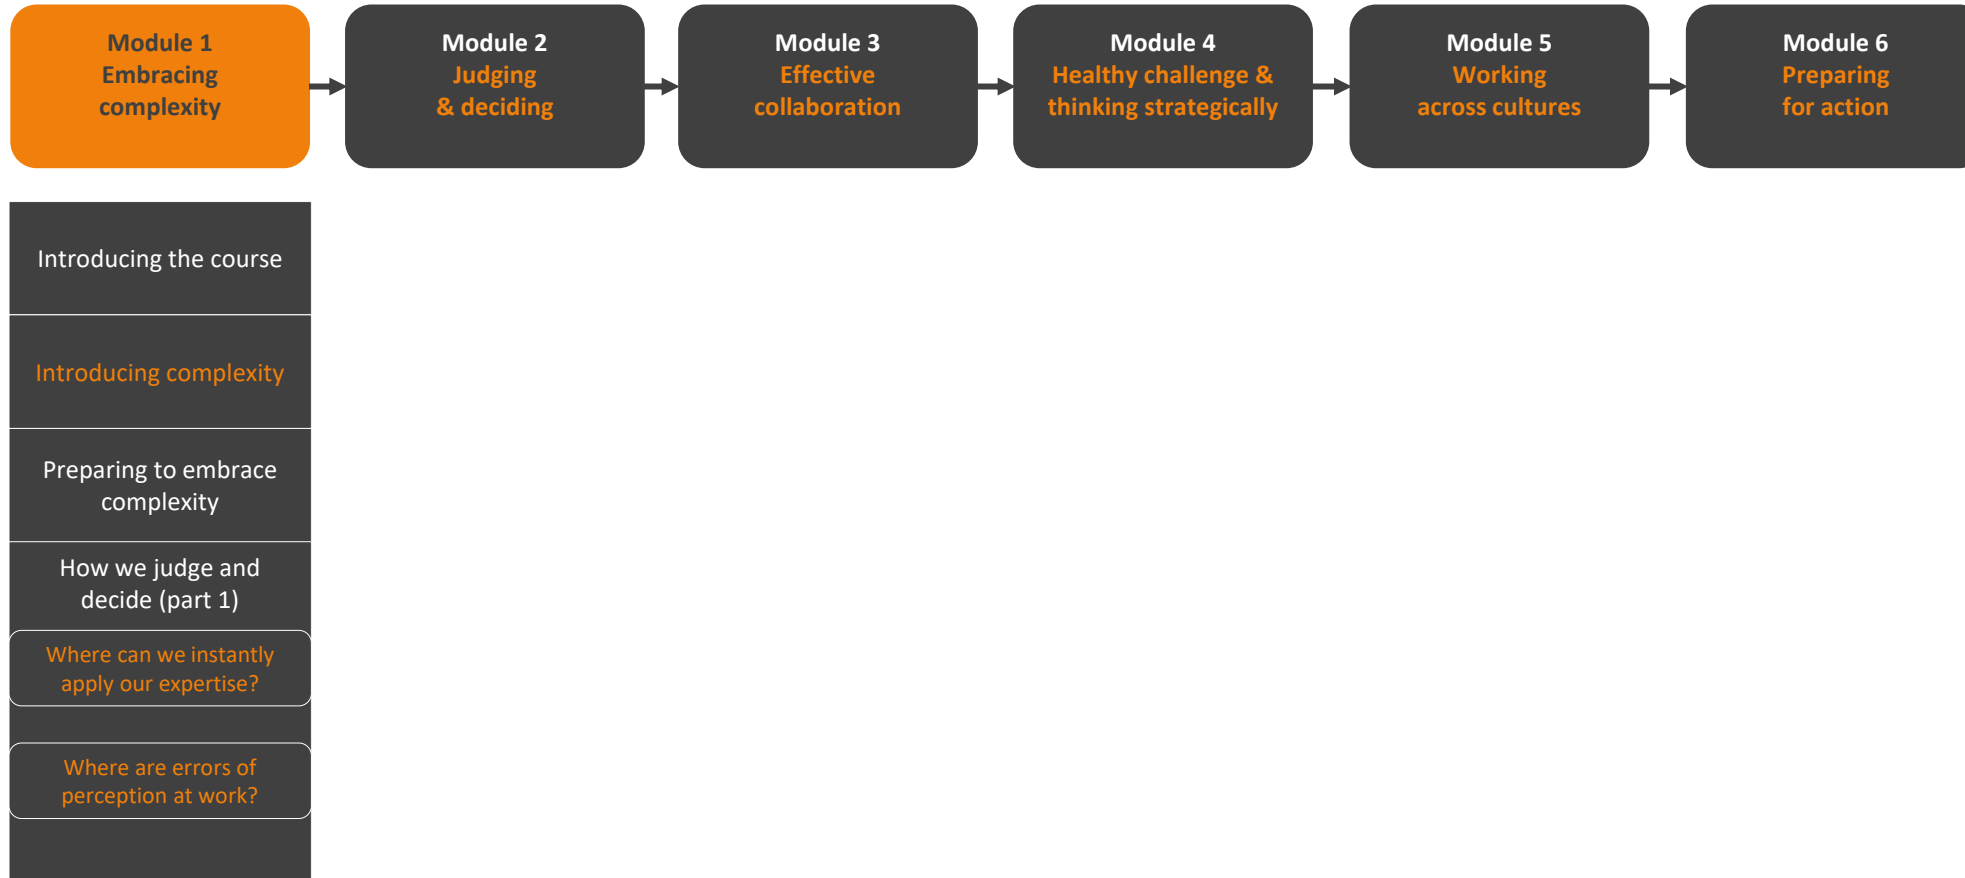 Module 1
Embracing
complexity
Module 2
Judging
& deciding
Module 3
Effective
collaboration
Module 4
Healthy challenge &
thinking strategically
Module 5
Working
across cultures
Module 6
Preparing
for action
Introducing the course
Introducing complexity
Preparing to embrace
complexity
How we judge and
decide (part 1)
Where can we instantly
apply our expertise?
Where are errors of
perception at work?